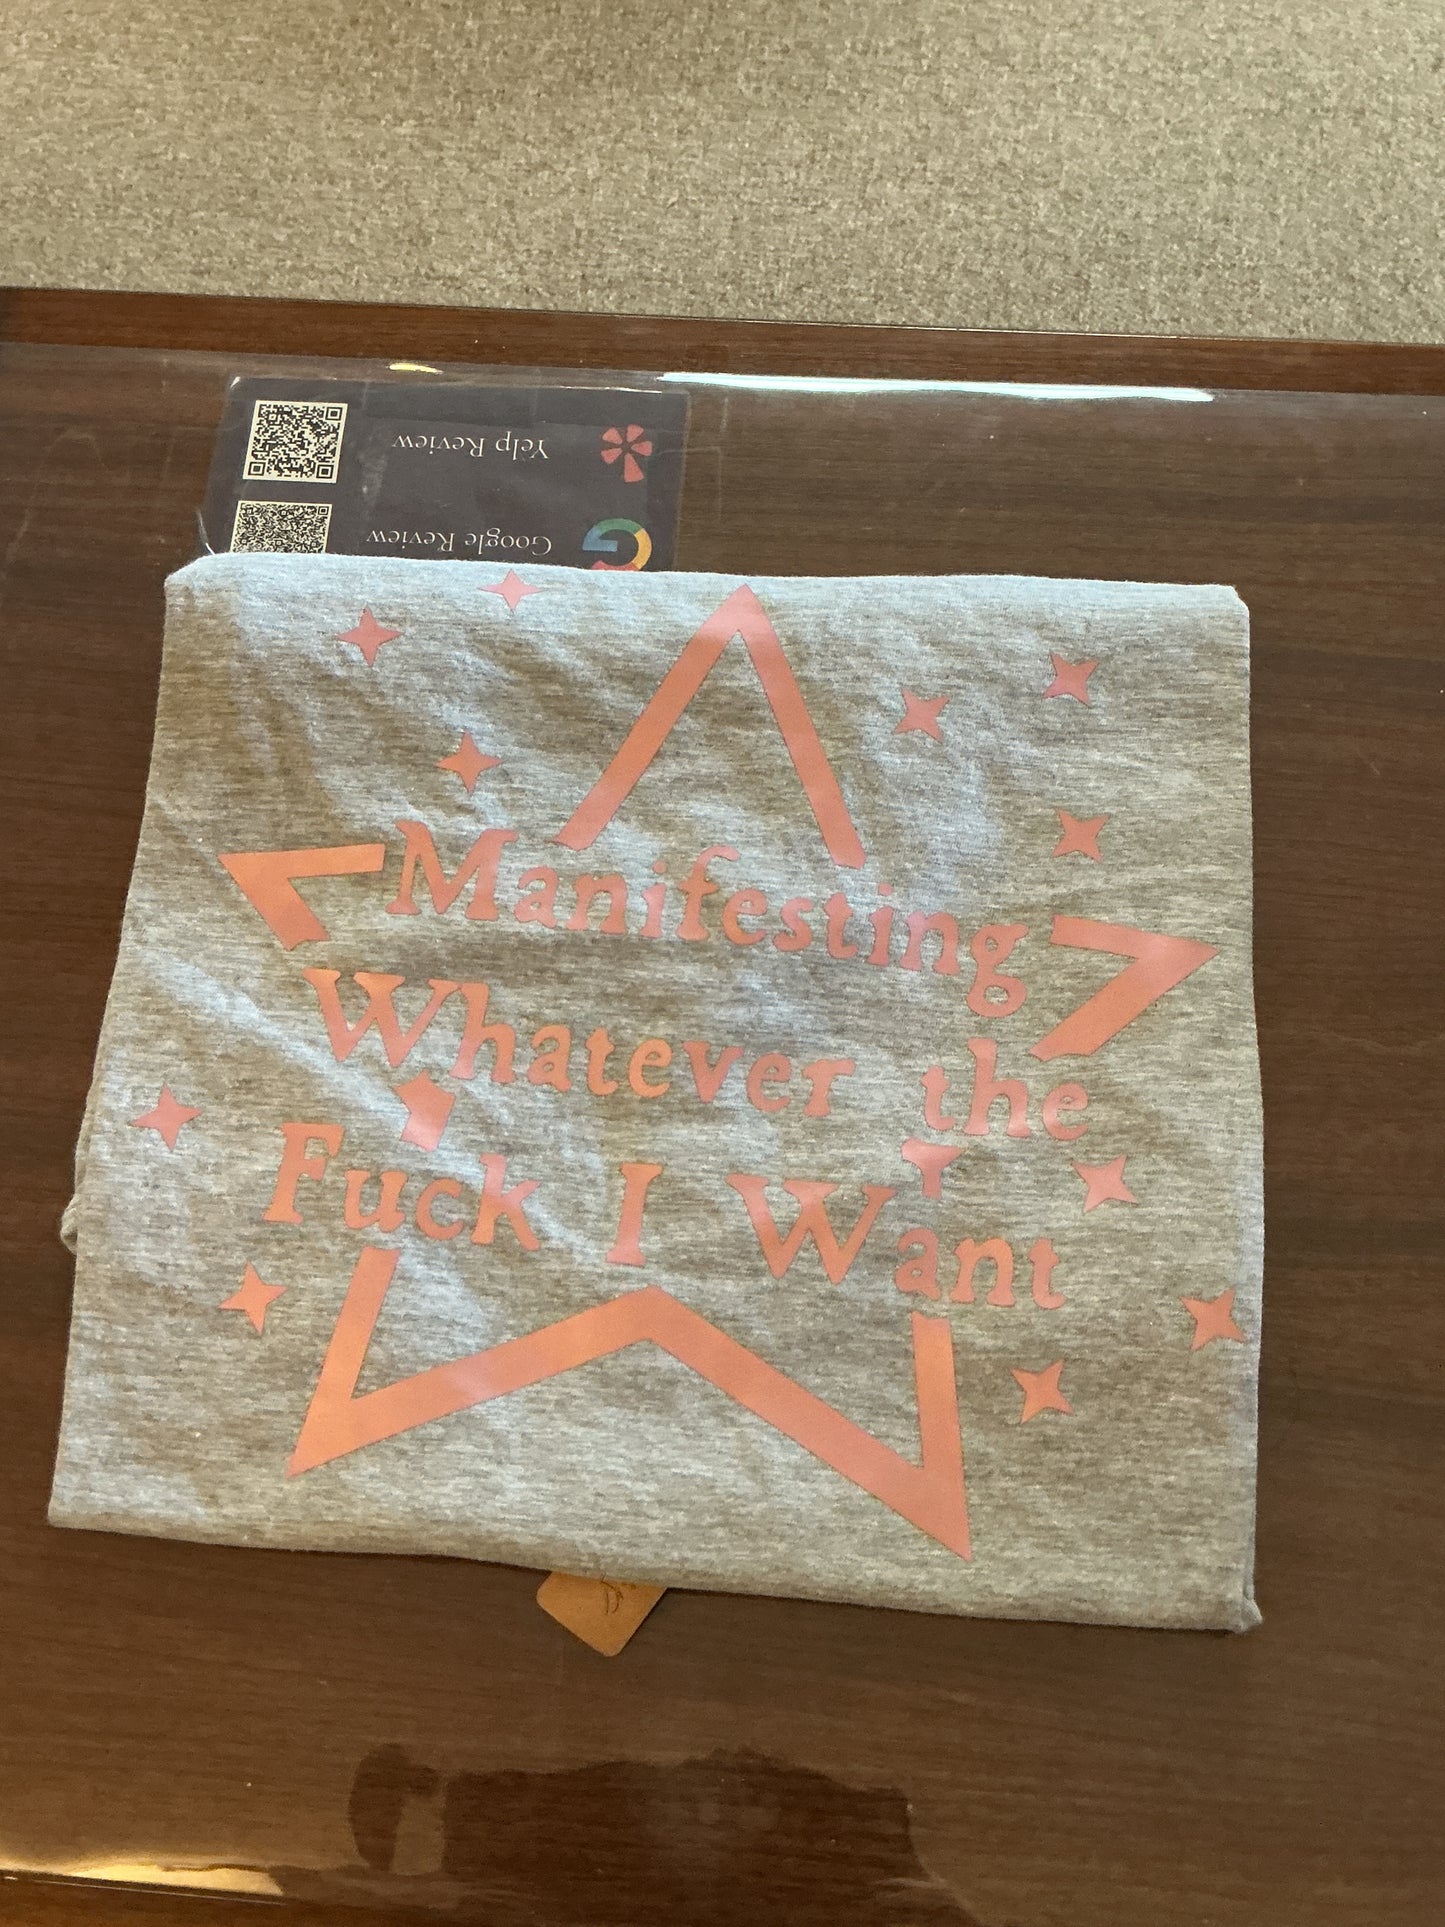 Yelp Review
Google Review
Manifesting
Whatever the
Fuck I Want